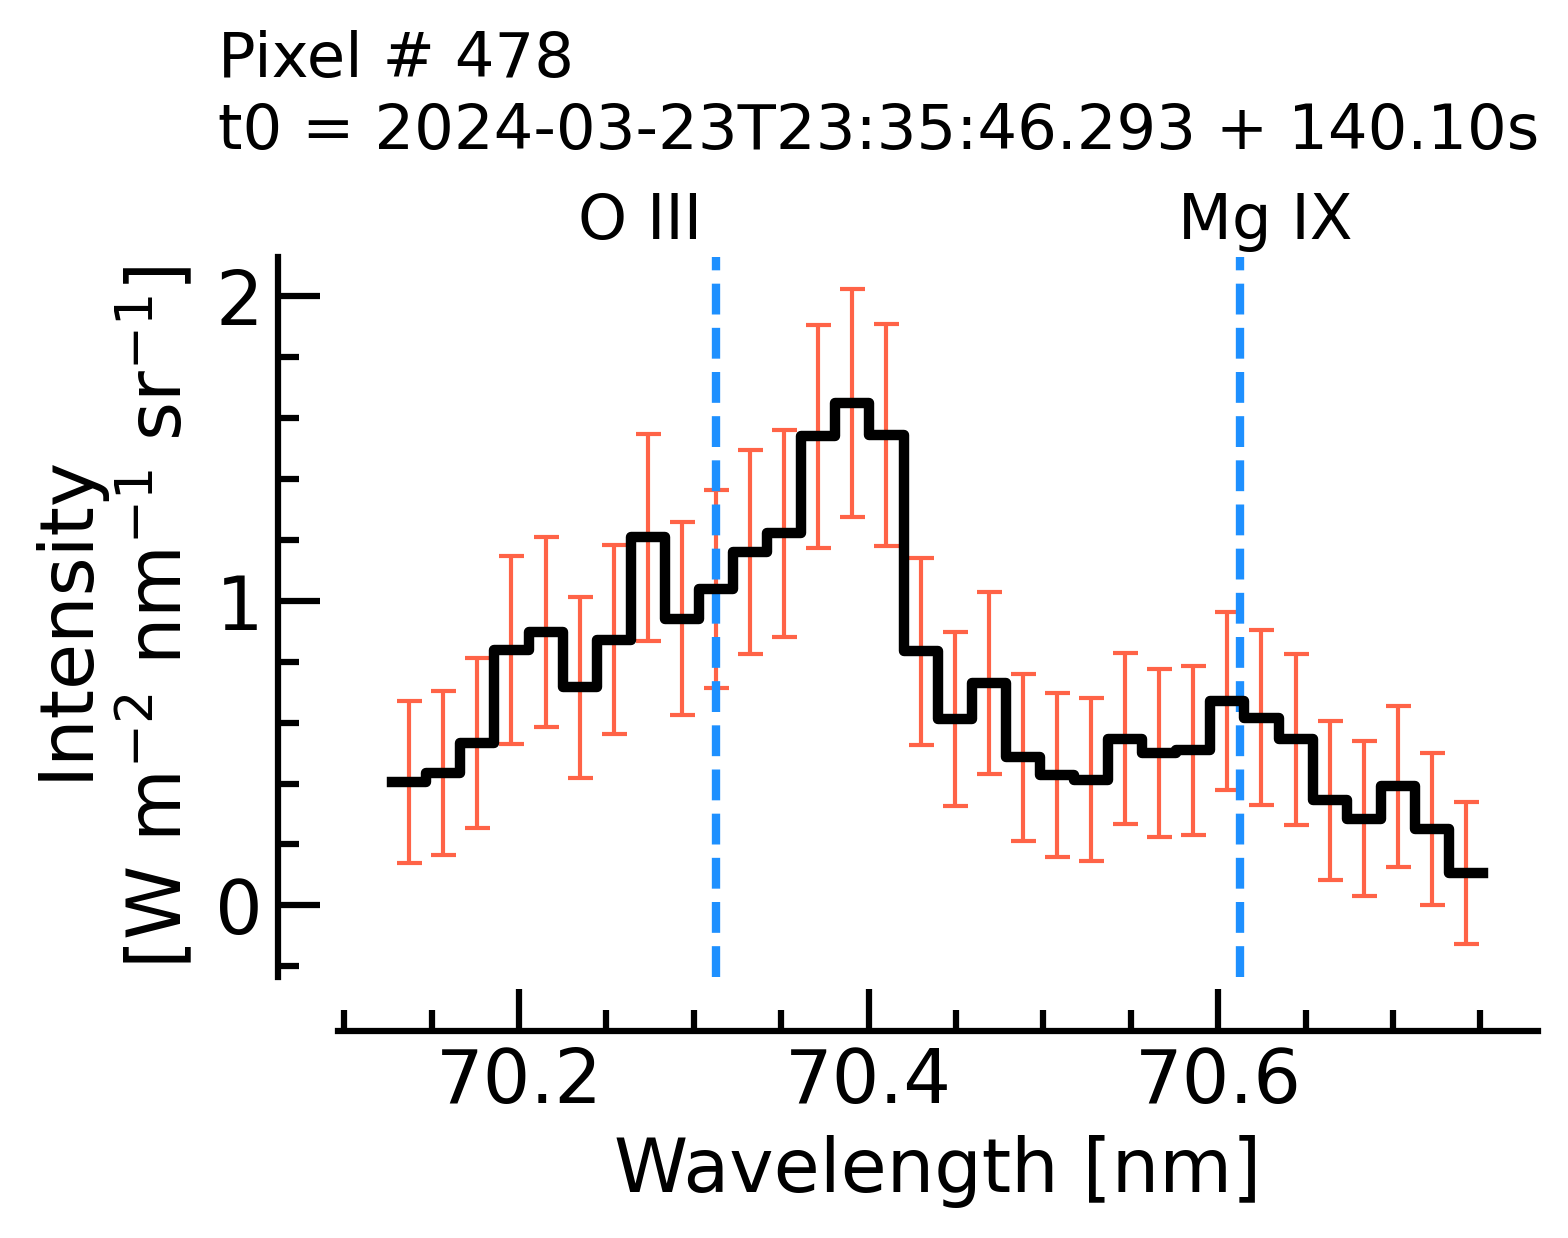 Pixel # 478
t0 = 2024-03-23T23:35:46.293 + 140.10s
O III
Mg IX
Intensity
[W m⁻² nm⁻¹ sr⁻¹]
2
1
0
70.2
70.4
70.6
Wavelength [nm]